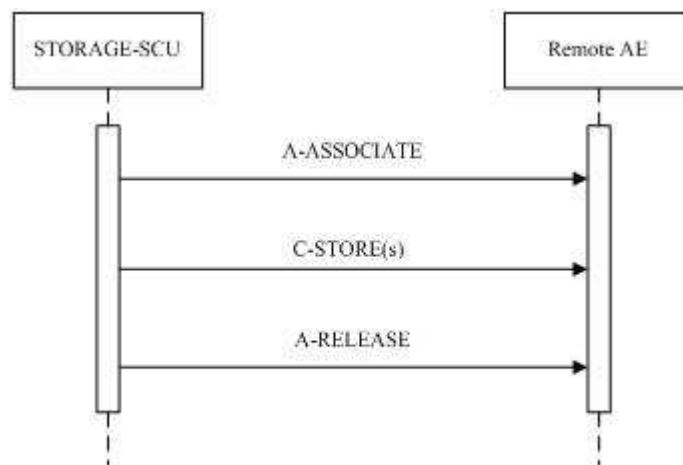 STORAGE-SCU
Remote AE
A-ASSOCIATE
C-STORE(s)
A-RELEASE